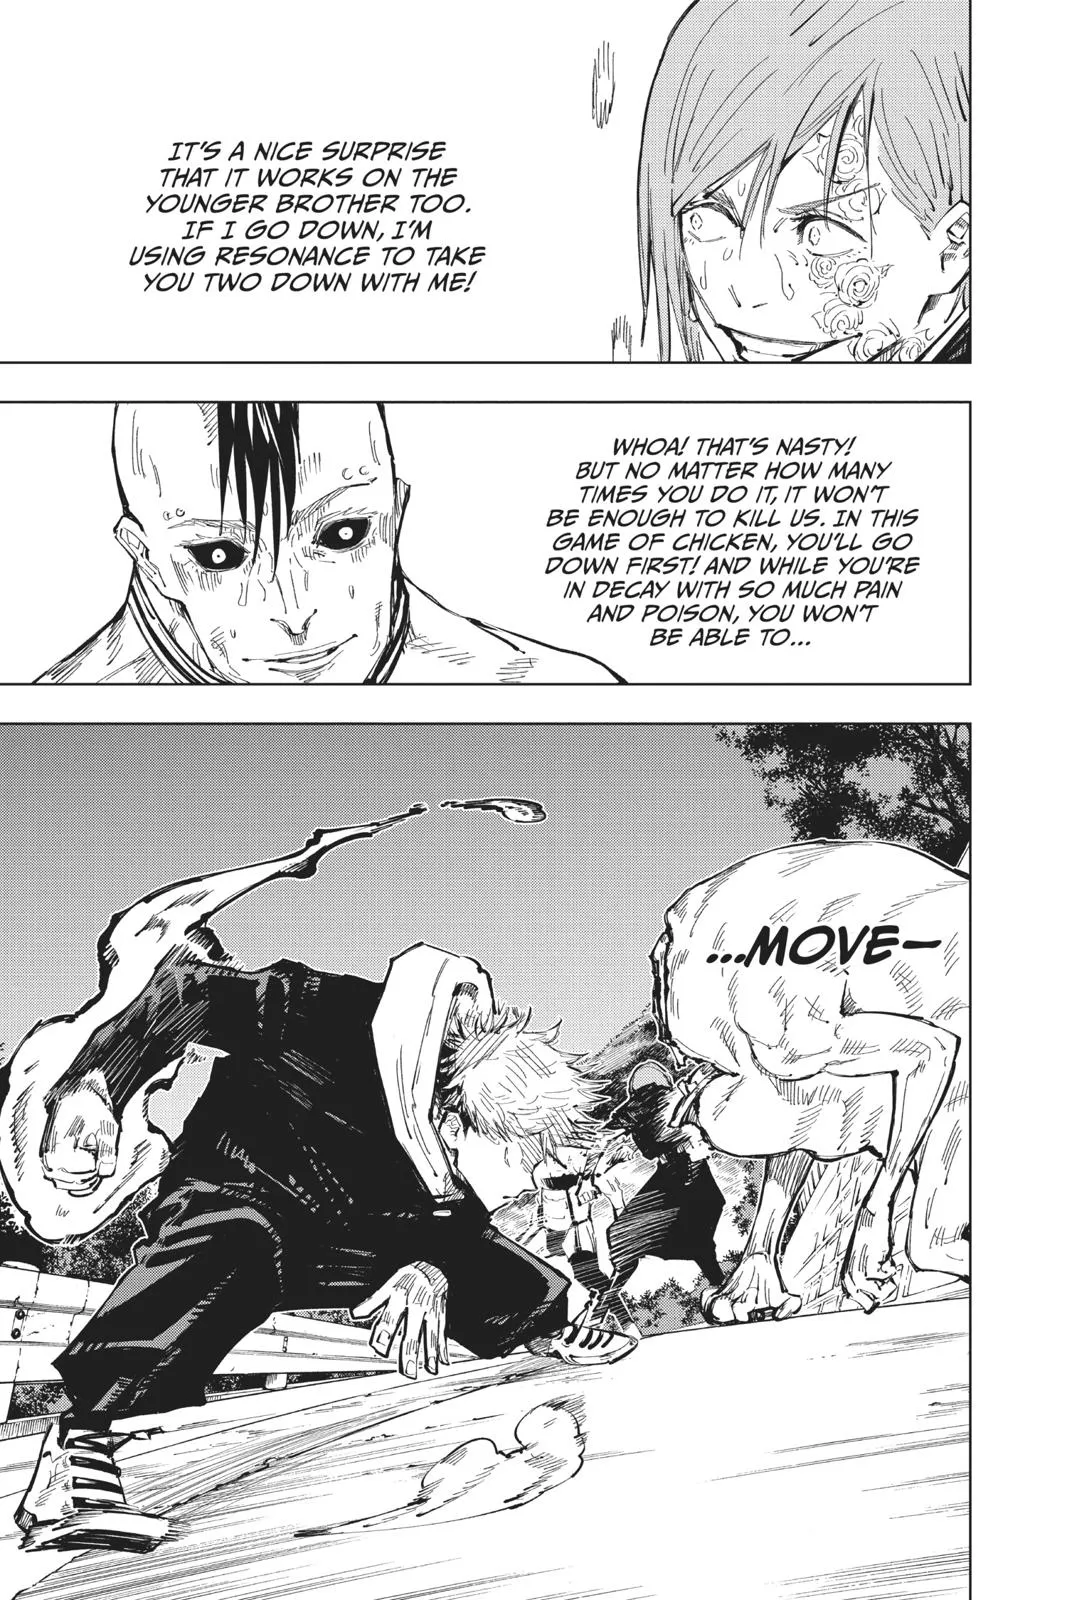 IT'S A NICE SURPRISE
THAT IT WORKS ON THE
YOUNGER BROTHER TOO.
IF I GO DOWN, I'M
USING RESONANCE TO TAKE
YOU TWO DOWN WITH ME!
WHOA! THAT'S NASTY!
BUT NO MATTER HOW MANY
TIMES YOU DO IT, IT WON'T
BE ENOUGH TO KILL US. IN THIS
GAME OF CHICKEN, YOU'LL GO
DOWN FIRST! AND WHILE YOU'RE
IN DECAY WITH SO MUCH PAIN
AND POISON, YOU WON'T
BE ABLE TO...
...MOVE—